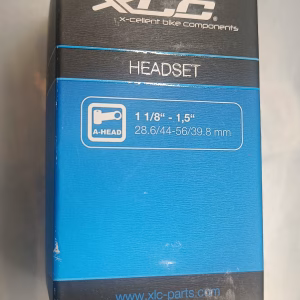 XLC®
x-cellent bike components
HEADSET
A-HEAD
1 1/8" - 1,5"
28.6/44-56/39.8 mm
www.xlc-parts.com